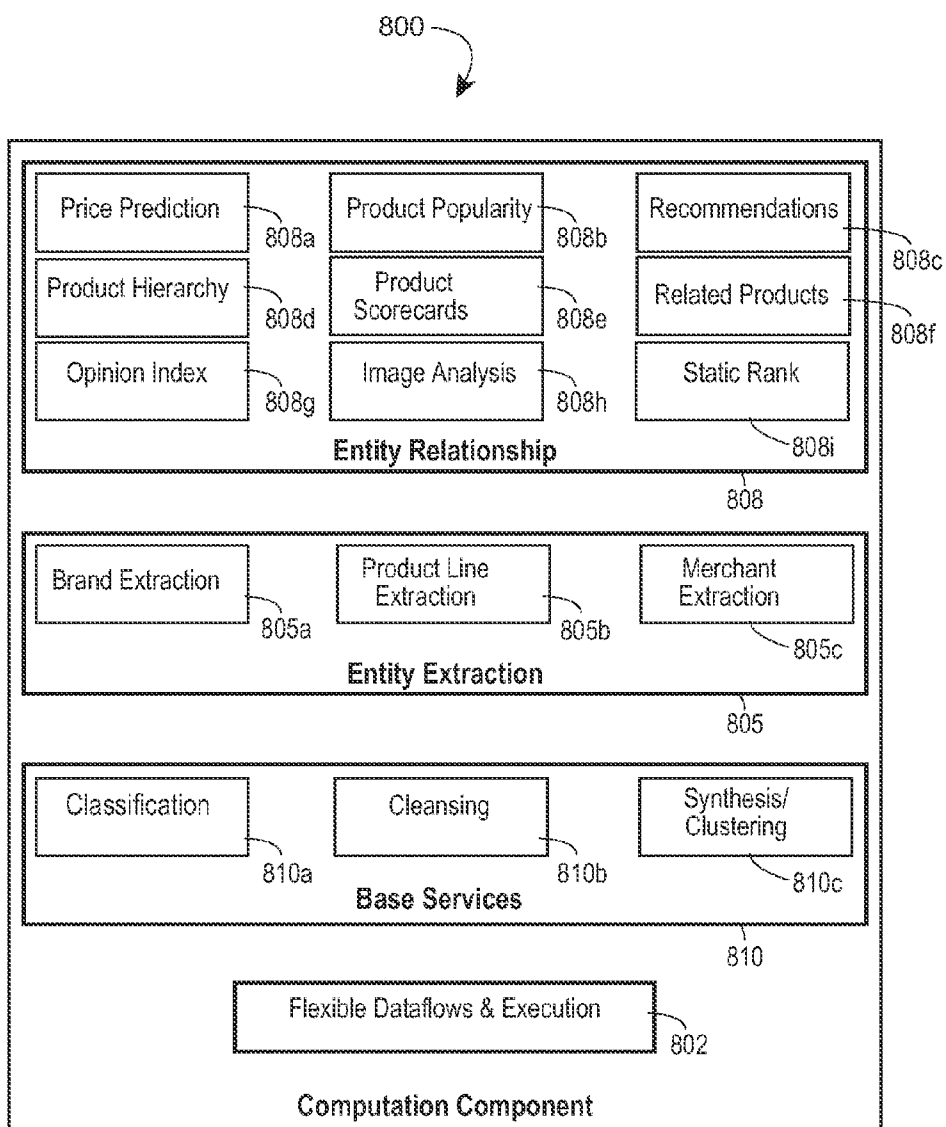 800
Price Prediction
808a
Product Popularity
808b
Recommendations
808c
Product Hierarchy
808d
Product
Scorecards
808e
Related Products
808f
Opinion Index
808g
Image Analysis
808h
Static Rank
808i
Entity Relationship
808
Brand Extraction
805a
Product Line
Extraction
805b
Merchant
Extraction
805c
Entity Extraction
805
Classification
810a
Cleansing
810b
Synthesis/
Clustering
810c
Base Services
810
Flexible Dataflows & Execution
802
Computation Component